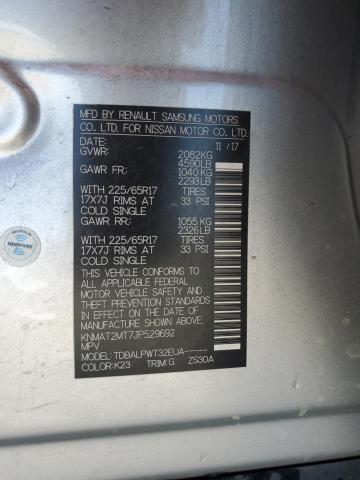 MFD BY RENAULT SAMSUNG MOTORS
CO. LTD. FOR NISSAN MOTOR CO. LTD.
DATE: 11 / 17
GVWR: 2082KG
4590LB
GAWR FR: 1040 KG
2293LB
WITH 225/65R17 TIRES
17X7J RIMS AT 33 PSI
COLD SINGLE
GAWR RR: 1055 KG
2326LB
WITH 225/65R17 TIRES
17X7J RIMS AT 33 PSI
COLD SINGLE
THIS VEHICLE CONFORMS TO
ALL APPLICABLE FEDERAL
MOTOR VEHICLE SAFETY AND
THEFT PREVENTION STANDARDS
IN EFFECT ON THE DATE OF
MANUFACTURE SHOWN ABOVE.
KNMAT2MT7JP529692
MPV
MODEL: TDBALPWT32EUA-----
COLOR: K23 TRIM: G ZS30A